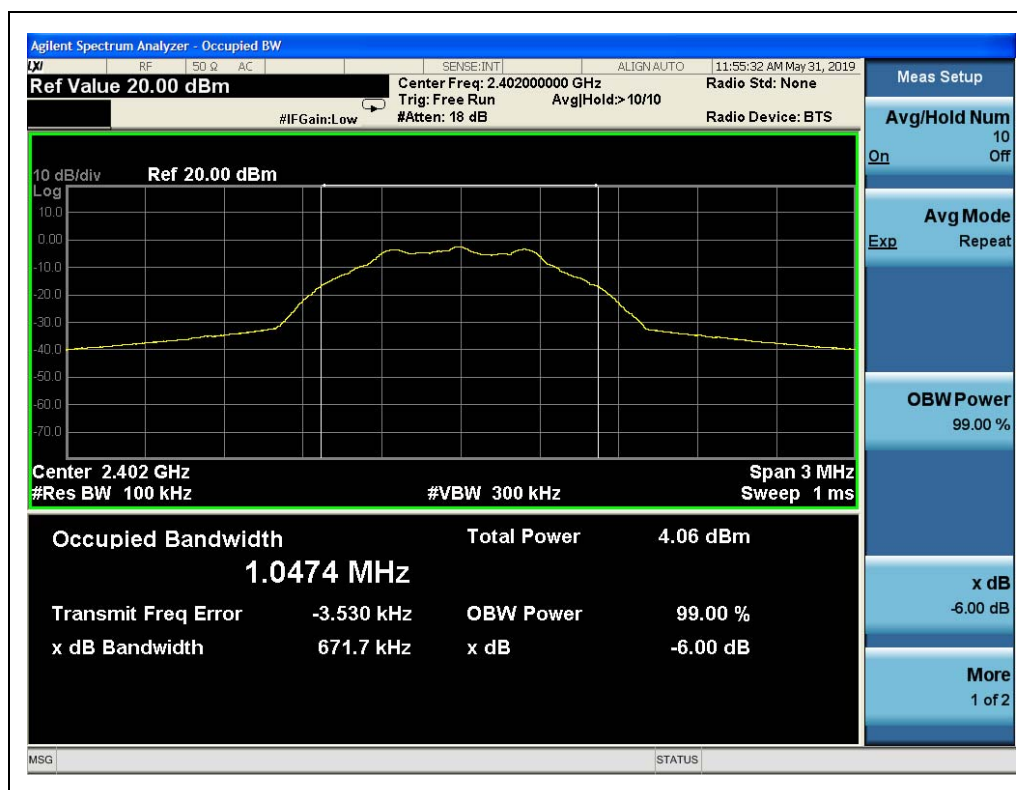 Agilent Spectrum Analyzer - Occupied BW
LXI RF 50 Ω AC SENSE:INT ALIGN AUTO 11:55:32 AM May 31, 2019
Ref Value 20.00 dBm
Center Freq: 2.402000000 GHz Radio Std: None
Trig: Free Run Avg|Hold:> 10/10
#IFGain:Low #Atten: 18 dB Radio Device: BTS
10 dB/div Ref 20.00 dBm
Log
10.0
0.00
-10.0
-20.0
-30.0
-40.0
-50.0
-60.0
-70.0
Center 2.402 GHz Span 3 MHz
#Res BW 100 kHz #VBW 300 kHz Sweep 1 ms
Occupied Bandwidth Total Power 4.06 dBm
1.0474 MHz
Transmit Freq Error -3.530 kHz OBW Power 99.00 %
x dB Bandwidth 671.7 kHz x dB -6.00 dB
Meas Setup
Avg/Hold Num
10
On Off
Avg Mode
Exp Repeat
OBW Power
99.00 %
x dB
-6.00 dB
More
1 of 2
MSG STATUS